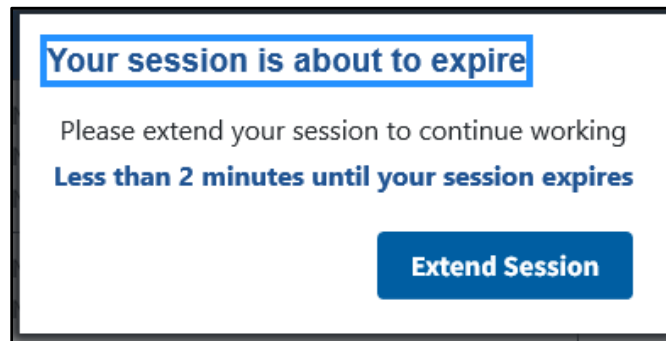 Your session is about to expire
Please extend your session to continue working
Less than 2 minutes until your session expires
Extend Session